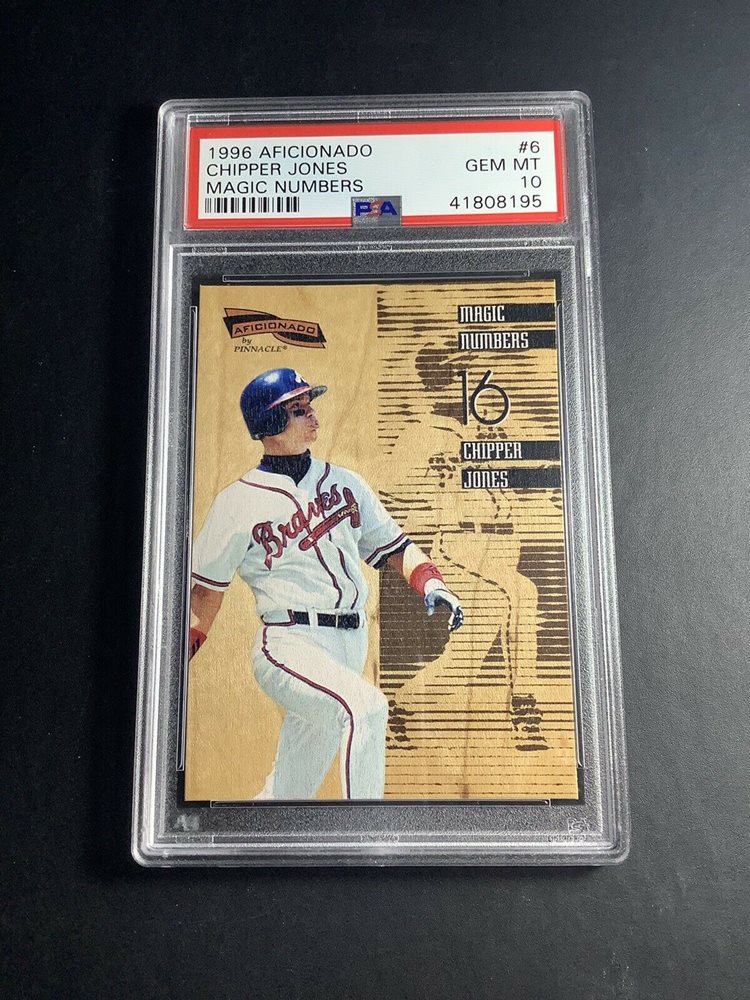 1996 AFICIONADO #6
CHIPPER JONES GEM MT
MAGIC NUMBERS 10
PSA 41808195
AFICIONADO
by
PINNACLE®
MAGIC
NUMBERS
16
CHIPPER
JONES
Braves